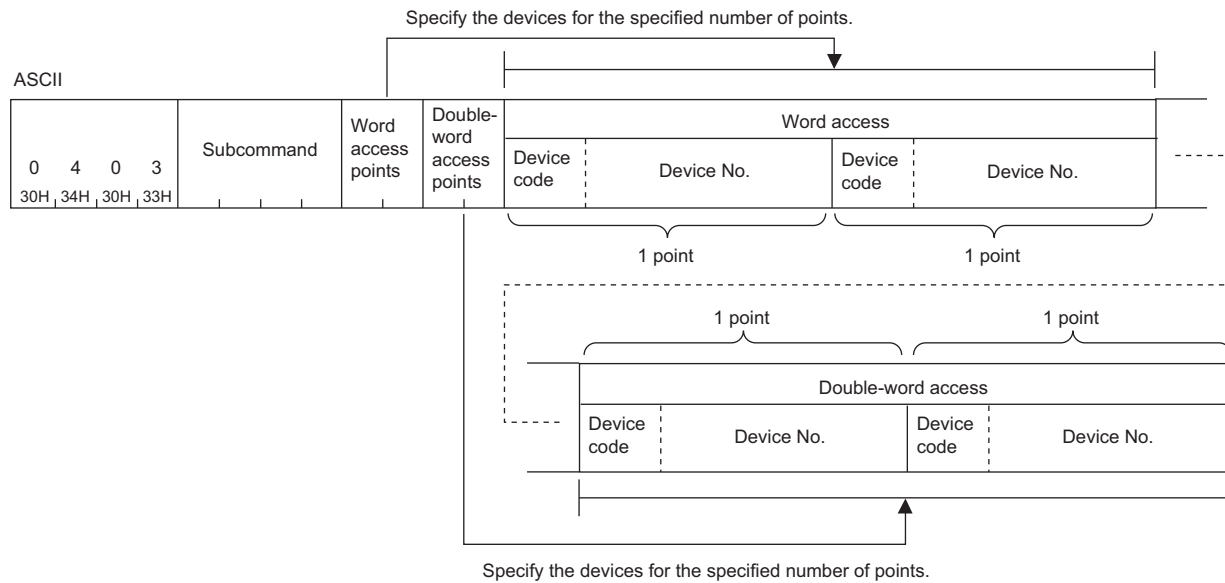 Specify the devices for the specified number of points.
ASCII
0 4 0 3
30H 34H 30H 33H
Subcommand
Word
access
points
Double-
word
access
points
Word access
Device
code
Device No.
Device
code
Device No.
1 point
1 point
1 point
1 point
Double-word access
Device
code
Device No.
Device
code
Device No.
Specify the devices for the specified number of points.